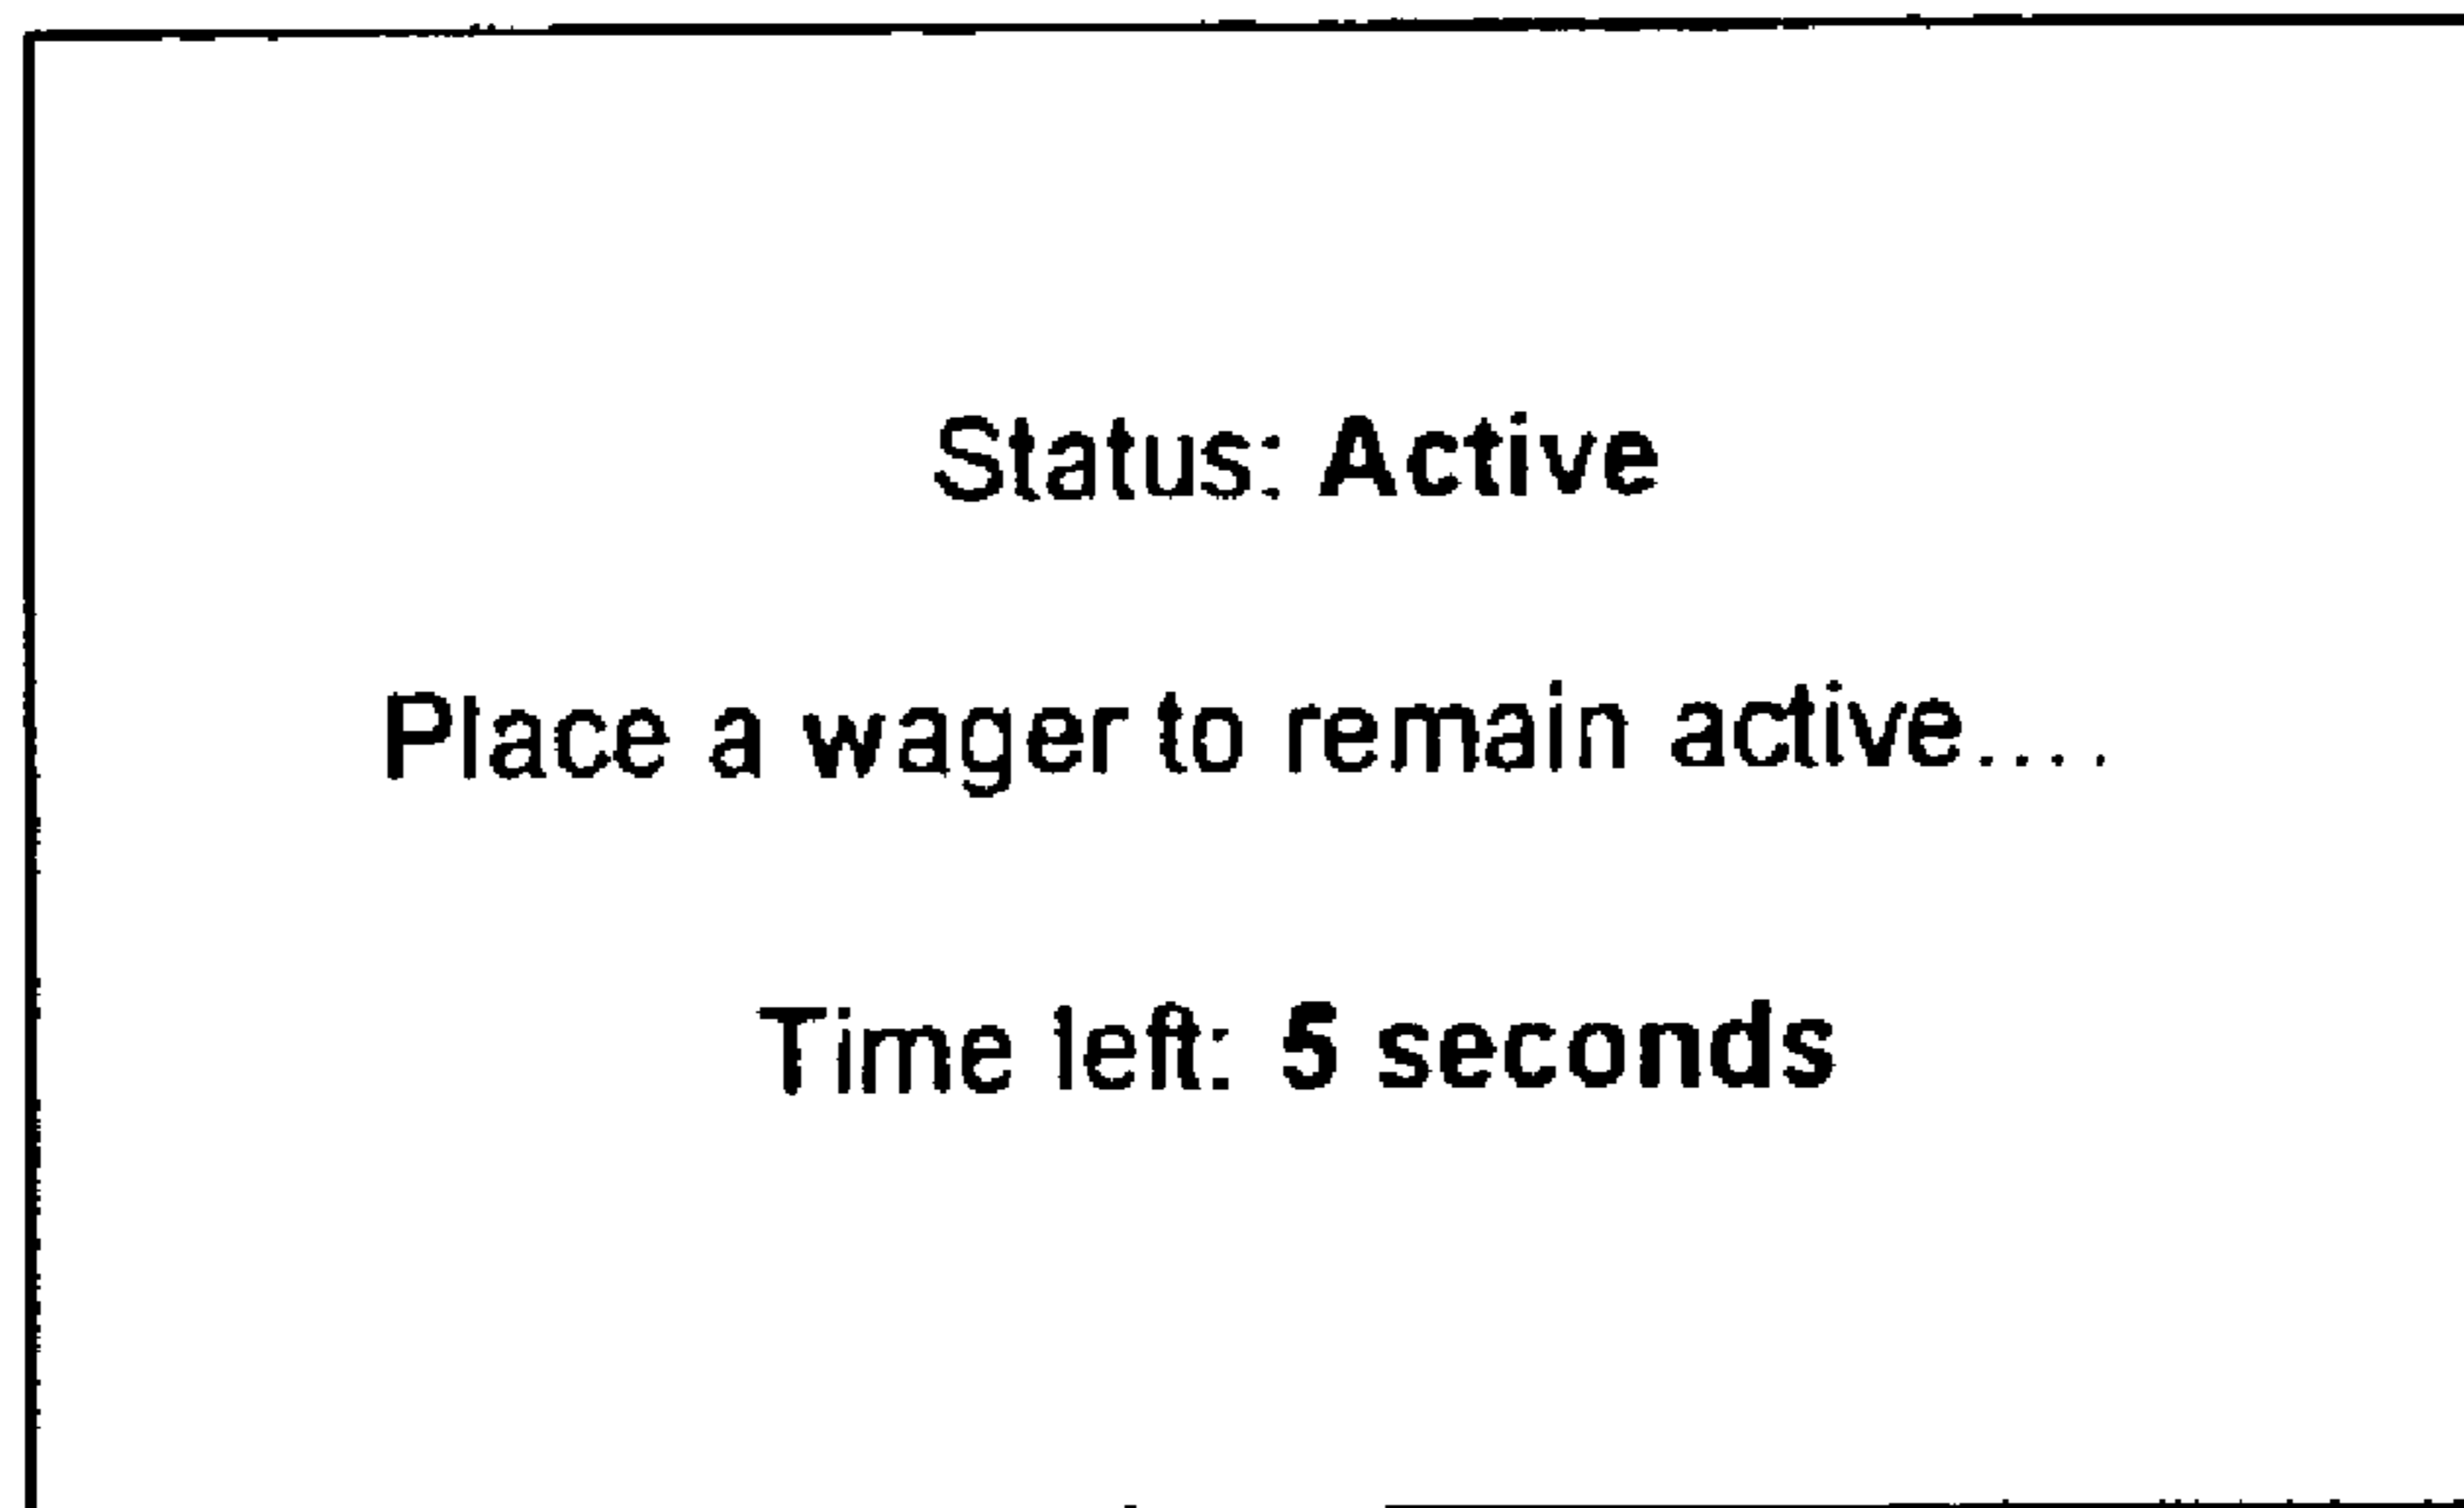 Status: Active
Place a wager to remain active....
Time left: 5 seconds